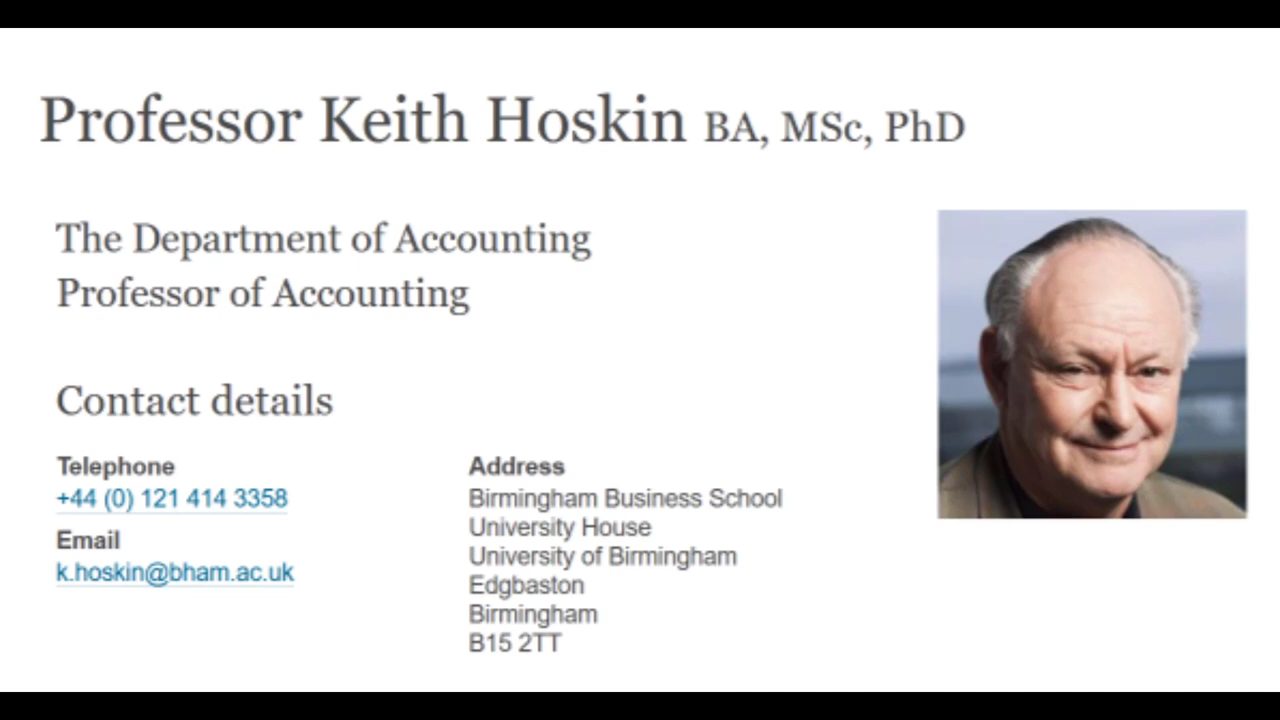 Professor Keith Hoskin BA, MSc, PhD
The Department of Accounting
Professor of Accounting
Contact details
Telephone
+44 (0) 121 414 3358
Email
k.hoskin@bham.ac.uk
Address
Birmingham Business School
University House
University of Birmingham
Edgbaston
Birmingham
B15 2TT